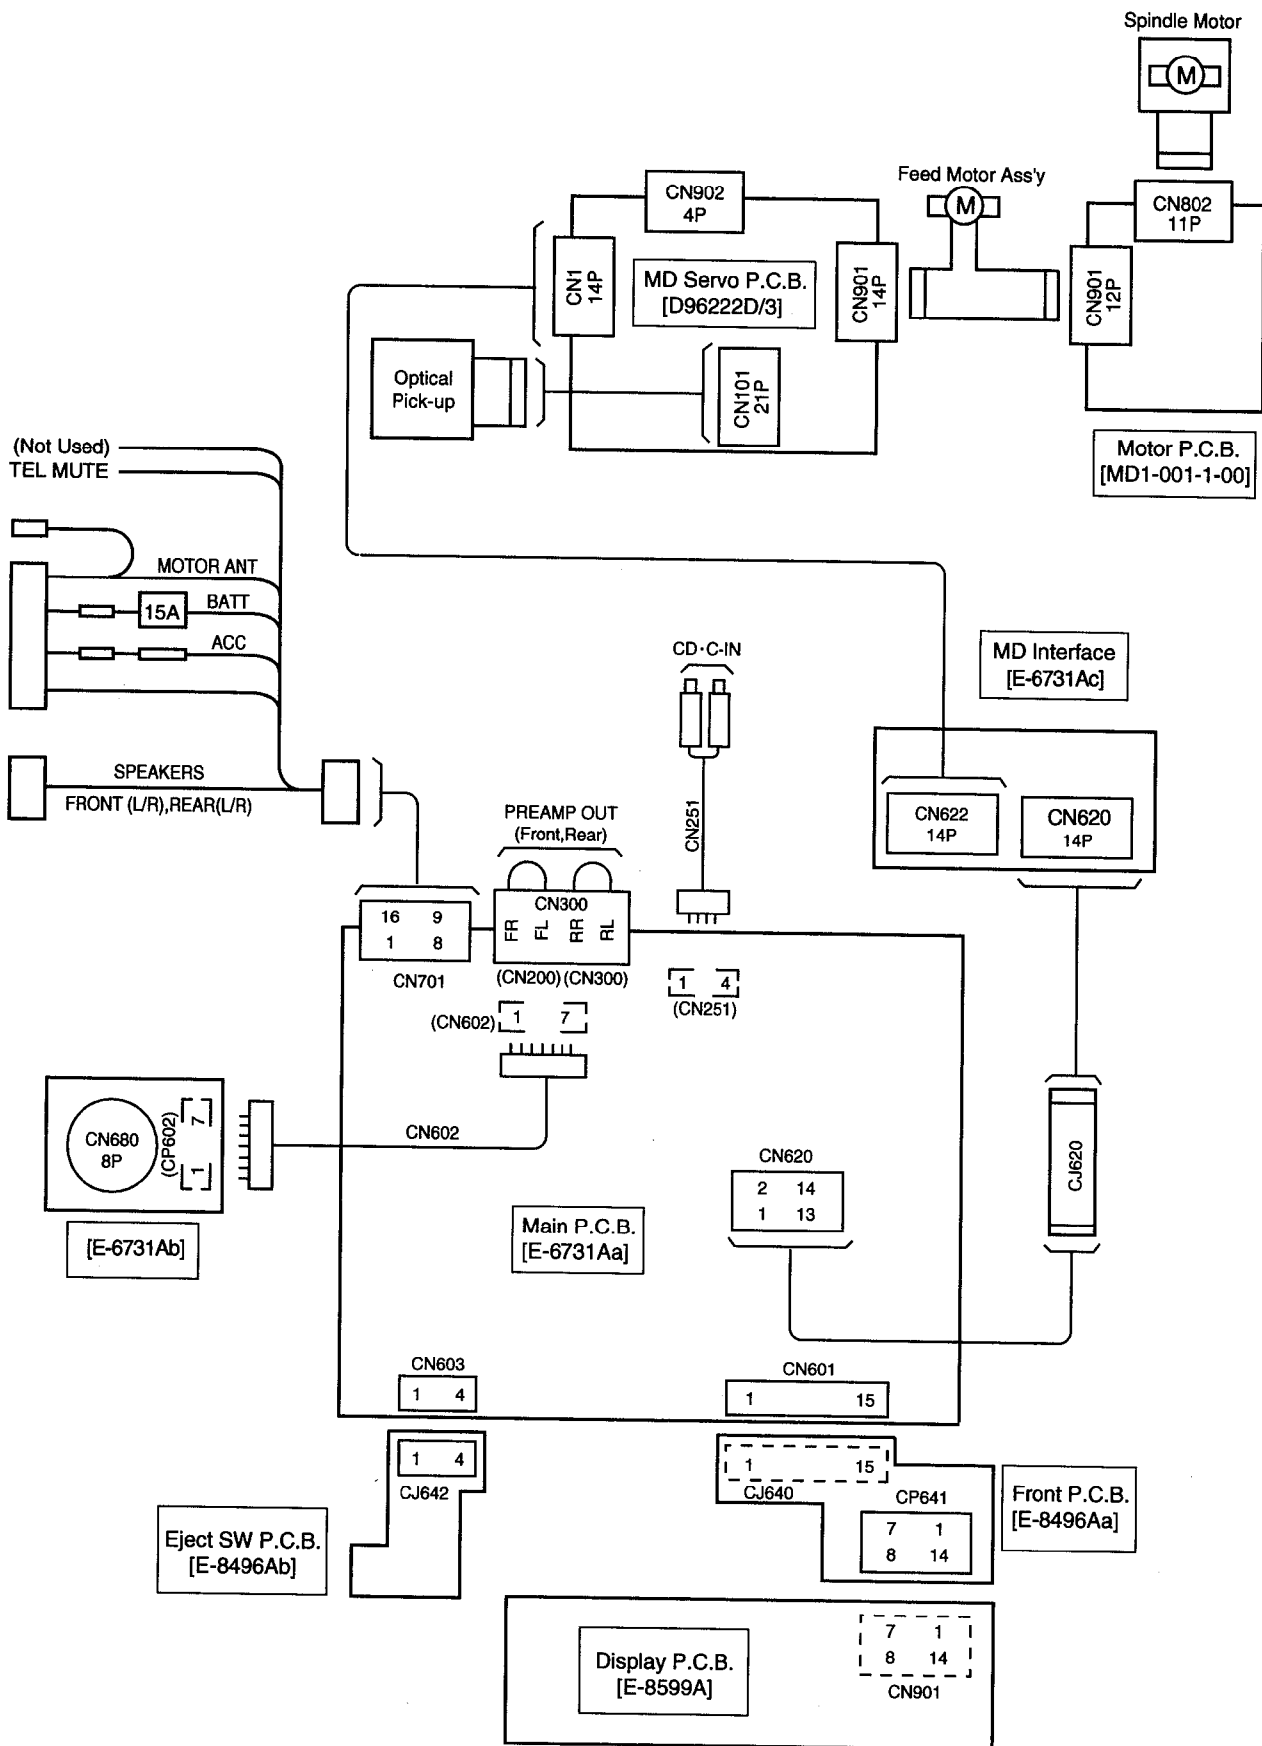 Spindle Motor
M
CN802
11P
Feed Motor Ass'y
M
CN902
4P
CN1
14P
MD Servo P.C.B.
[D96222D/3]
CN901
14P
CN901
12P
Optical
Pick-up
CN101
21P
Motor P.C.B.
[MD1-001-1-00]
(Not Used)
TEL MUTE
MOTOR ANT
15A
BATT
ACC
SPEAKERS
FRONT (L/R),REAR(L/R)
CD·C-IN
CN251
MD Interface
[E-6731Ac]
CN622
14P
CN620
14P
PREAMP OUT
(Front,Rear)
16 9
1 8
CN701
CN300
FR FL RR RL
(CN200) (CN300)
1 4
(CN251)
(CN602)
1 7
CN680
8P
(CP602)
1 7
CN602
[E-6731Ab]
Main P.C.B.
[E-6731Aa]
CN620
2 14
1 13
CJ620
CN603
1 4
CN601
1 15
1 4
CJ642
1 15
CJ640
CP641
7 1
8 14
Front P.C.B.
[E-8496Aa]
Eject SW P.C.B.
[E-8496Ab]
Display P.C.B.
[E-8599A]
7 1
8 14
CN901